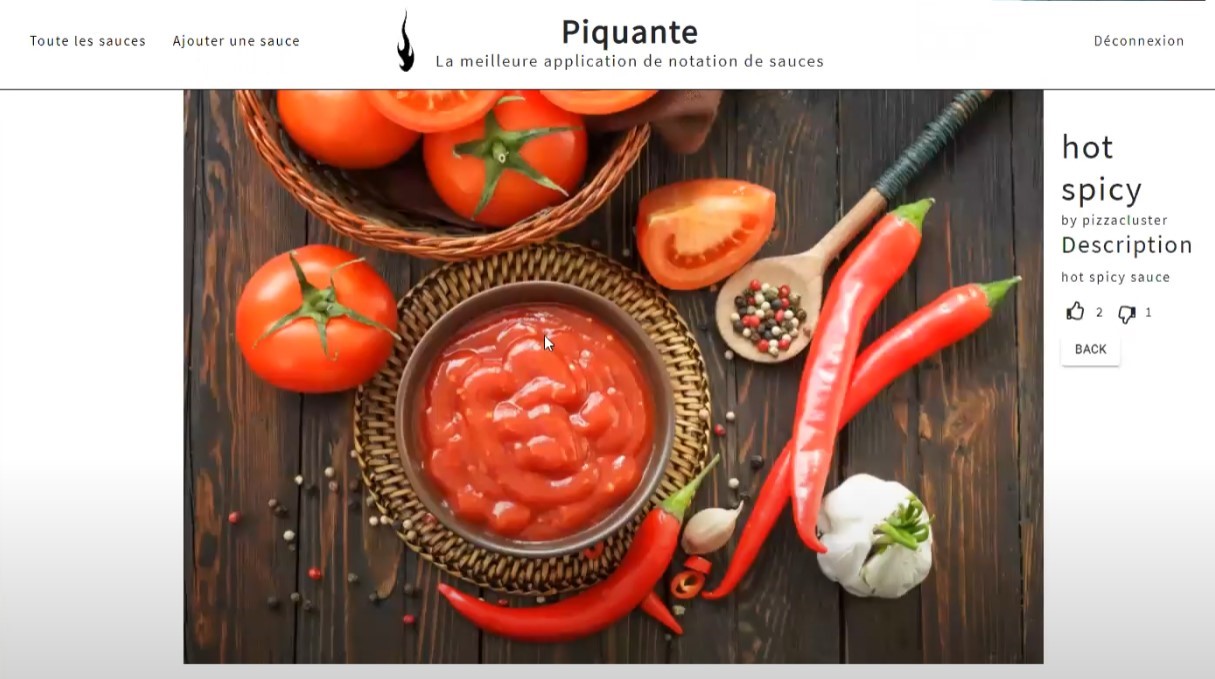 Toute les sauces
Ajouter une sauce
Piquante
La meilleure application de notation de sauces
Déconnexion
hot
spicy
by pizzacluster
Description
hot spicy sauce
2
1
BACK